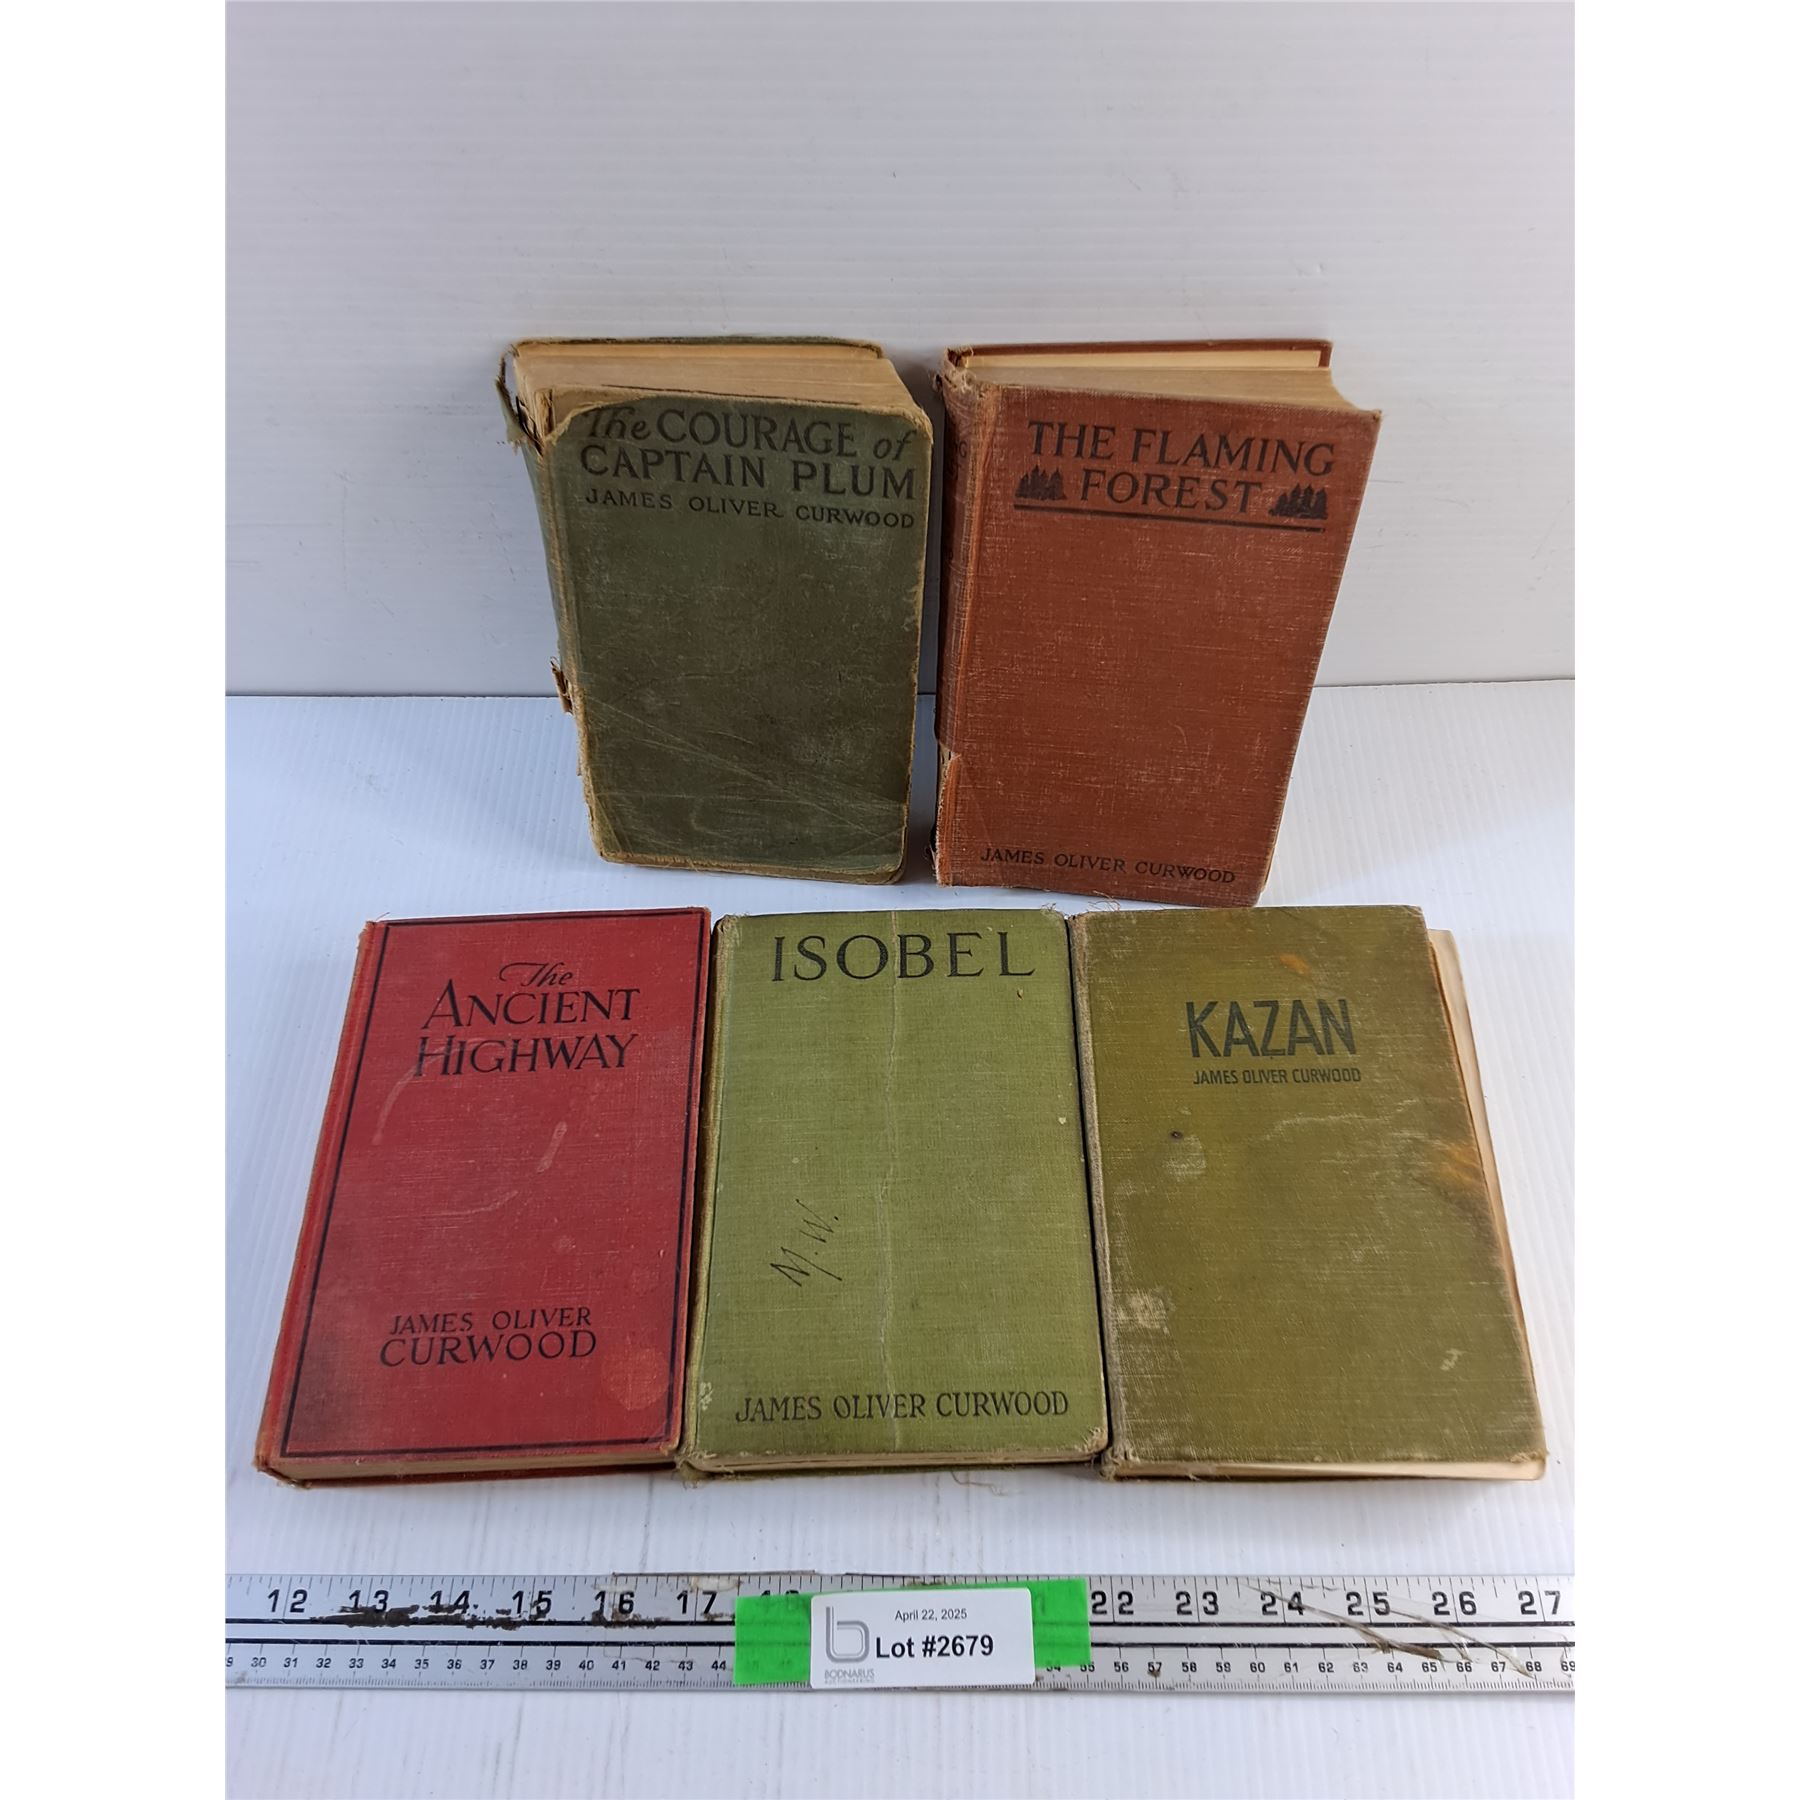 The COURAGE of
CAPTAIN PLUM
JAMES OLIVER CURWOOD
THE FLAMING
FOREST
JAMES OLIVER CURWOOD
The
ANCIENT
HIGHWAY
JAMES OLIVER
CURWOOD
ISOBEL
M.W.
JAMES OLIVER CURWOOD
KAZAN
JAMES OLIVER CURWOOD
12 13 14 15 16 17 18 22 23 24 25 26 27
30 31 32 33 34 35 36 37 38 39 40 41 42 43 44 55 56 57 58 59 60 61 62 63 64 65 66 67 68 69
April 22, 2025
Lot #2679
BODNARUS
AUCTIONEERING